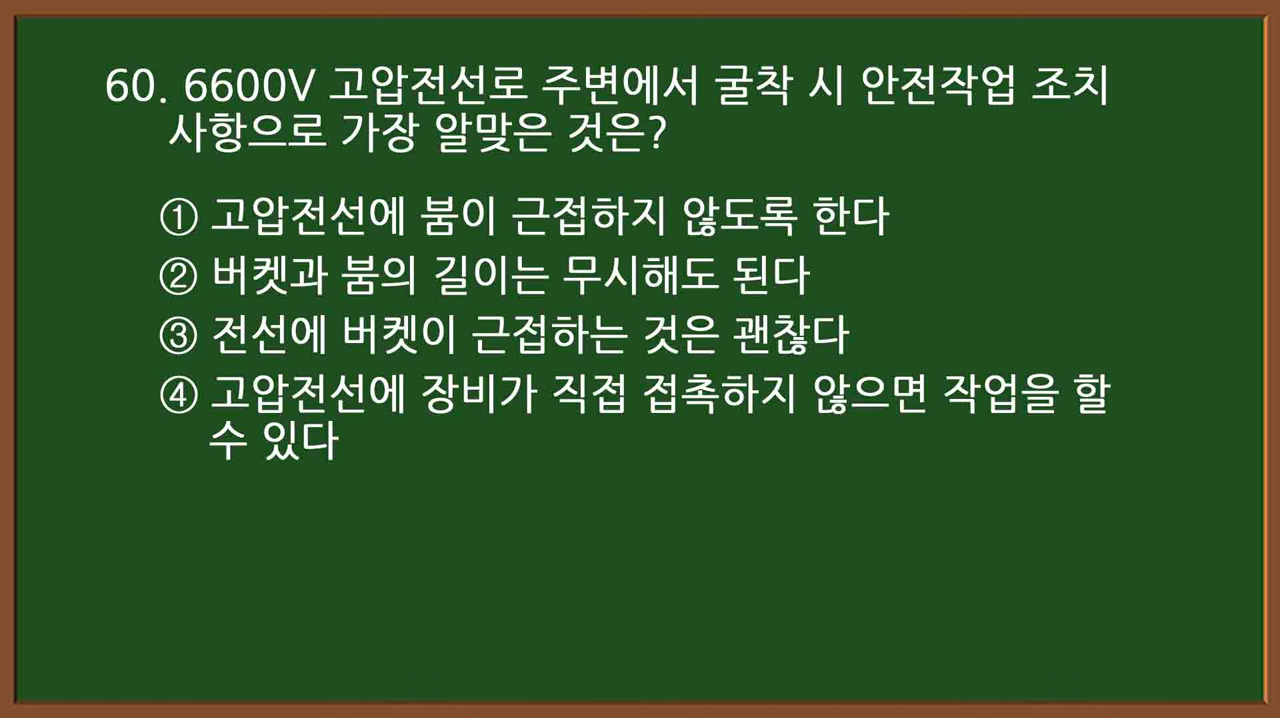 60. 6600V 고압전선로 주변에서 굴착 시 안전작업 조치
사항으로 가장 알맞은 것은?
① 고압전선에 붐이 근접하지 않도록 한다
② 버켓과 붐의 길이는 무시해도 된다
③ 전선에 버켓이 근접하는 것은 괜찮다
④ 고압전선에 장비가 직접 접촉하지 않으면 작업을 할
수 있다